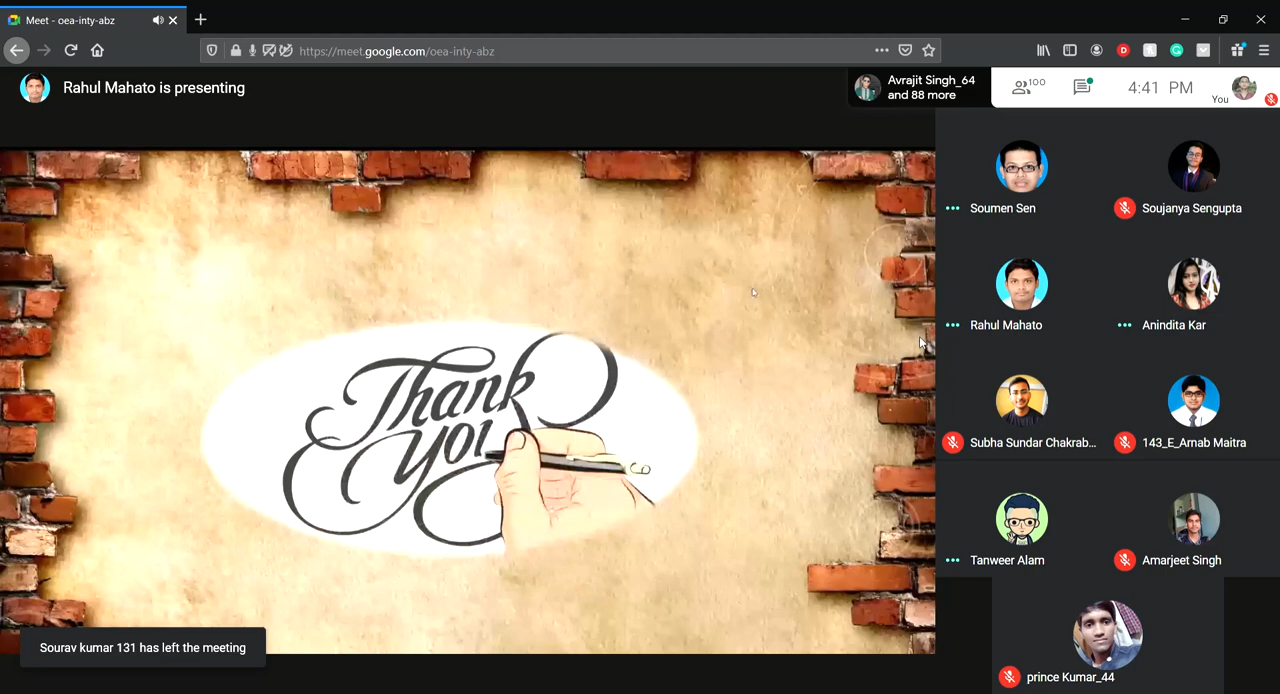 Meet - oea-inty-abz
https://meet.google.com/oea-inty-abz
Rahul Mahato is presenting
Avrajit Singh_64
and 88 more
100
4:41 PM
You
Soumen Sen
Soujanya Sengupta
Rahul Mahato
Anindita Kar
Subha Sundar Chakrab...
143_E_Arnab Maitra
Tanweer Alam
Amarjeet Singh
prince Kumar_44
Thank
You
Sourav kumar 131 has left the meeting